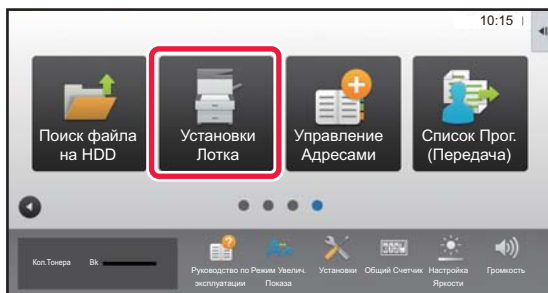 10:15
Поиск файла
на HDD
Установки
Лотка
Управление
Адресами
Список Прог.
(Передача)
Кол.Тонера
Bk
Руководство по
эксплуатации
Режим Увелич.
Показа
Установки
Общий Счетчик
Настройка
Яркости
Громкость